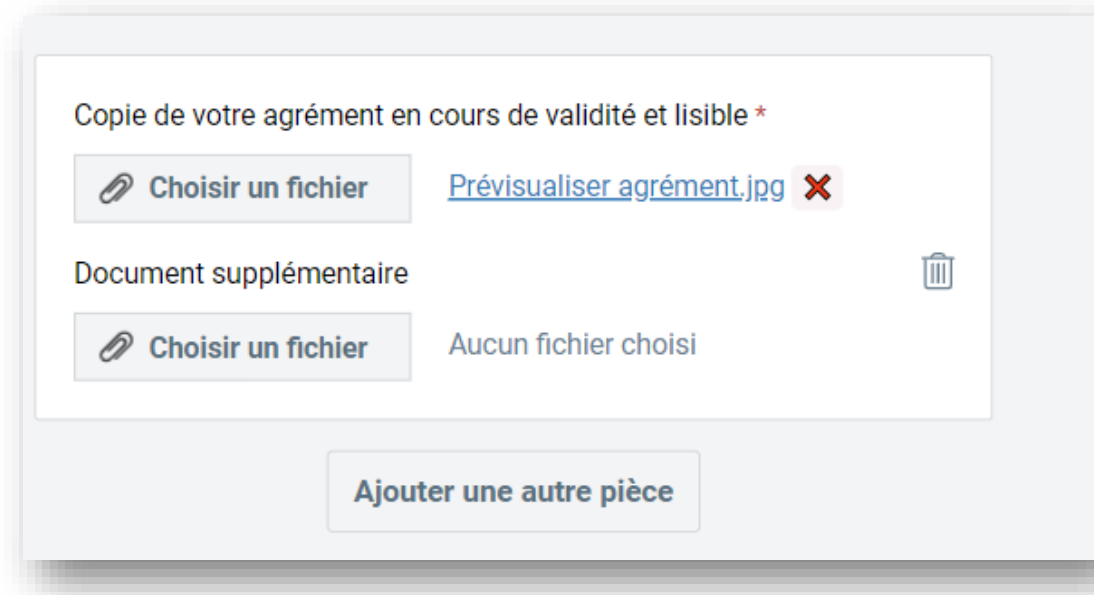 Copie de votre agrément en cours de validité et lisible *
Choisir un fichier Prévisualiser agrément.jpg
Document supplémentaire
Choisir un fichier Aucun fichier choisi
Ajouter une autre pièce